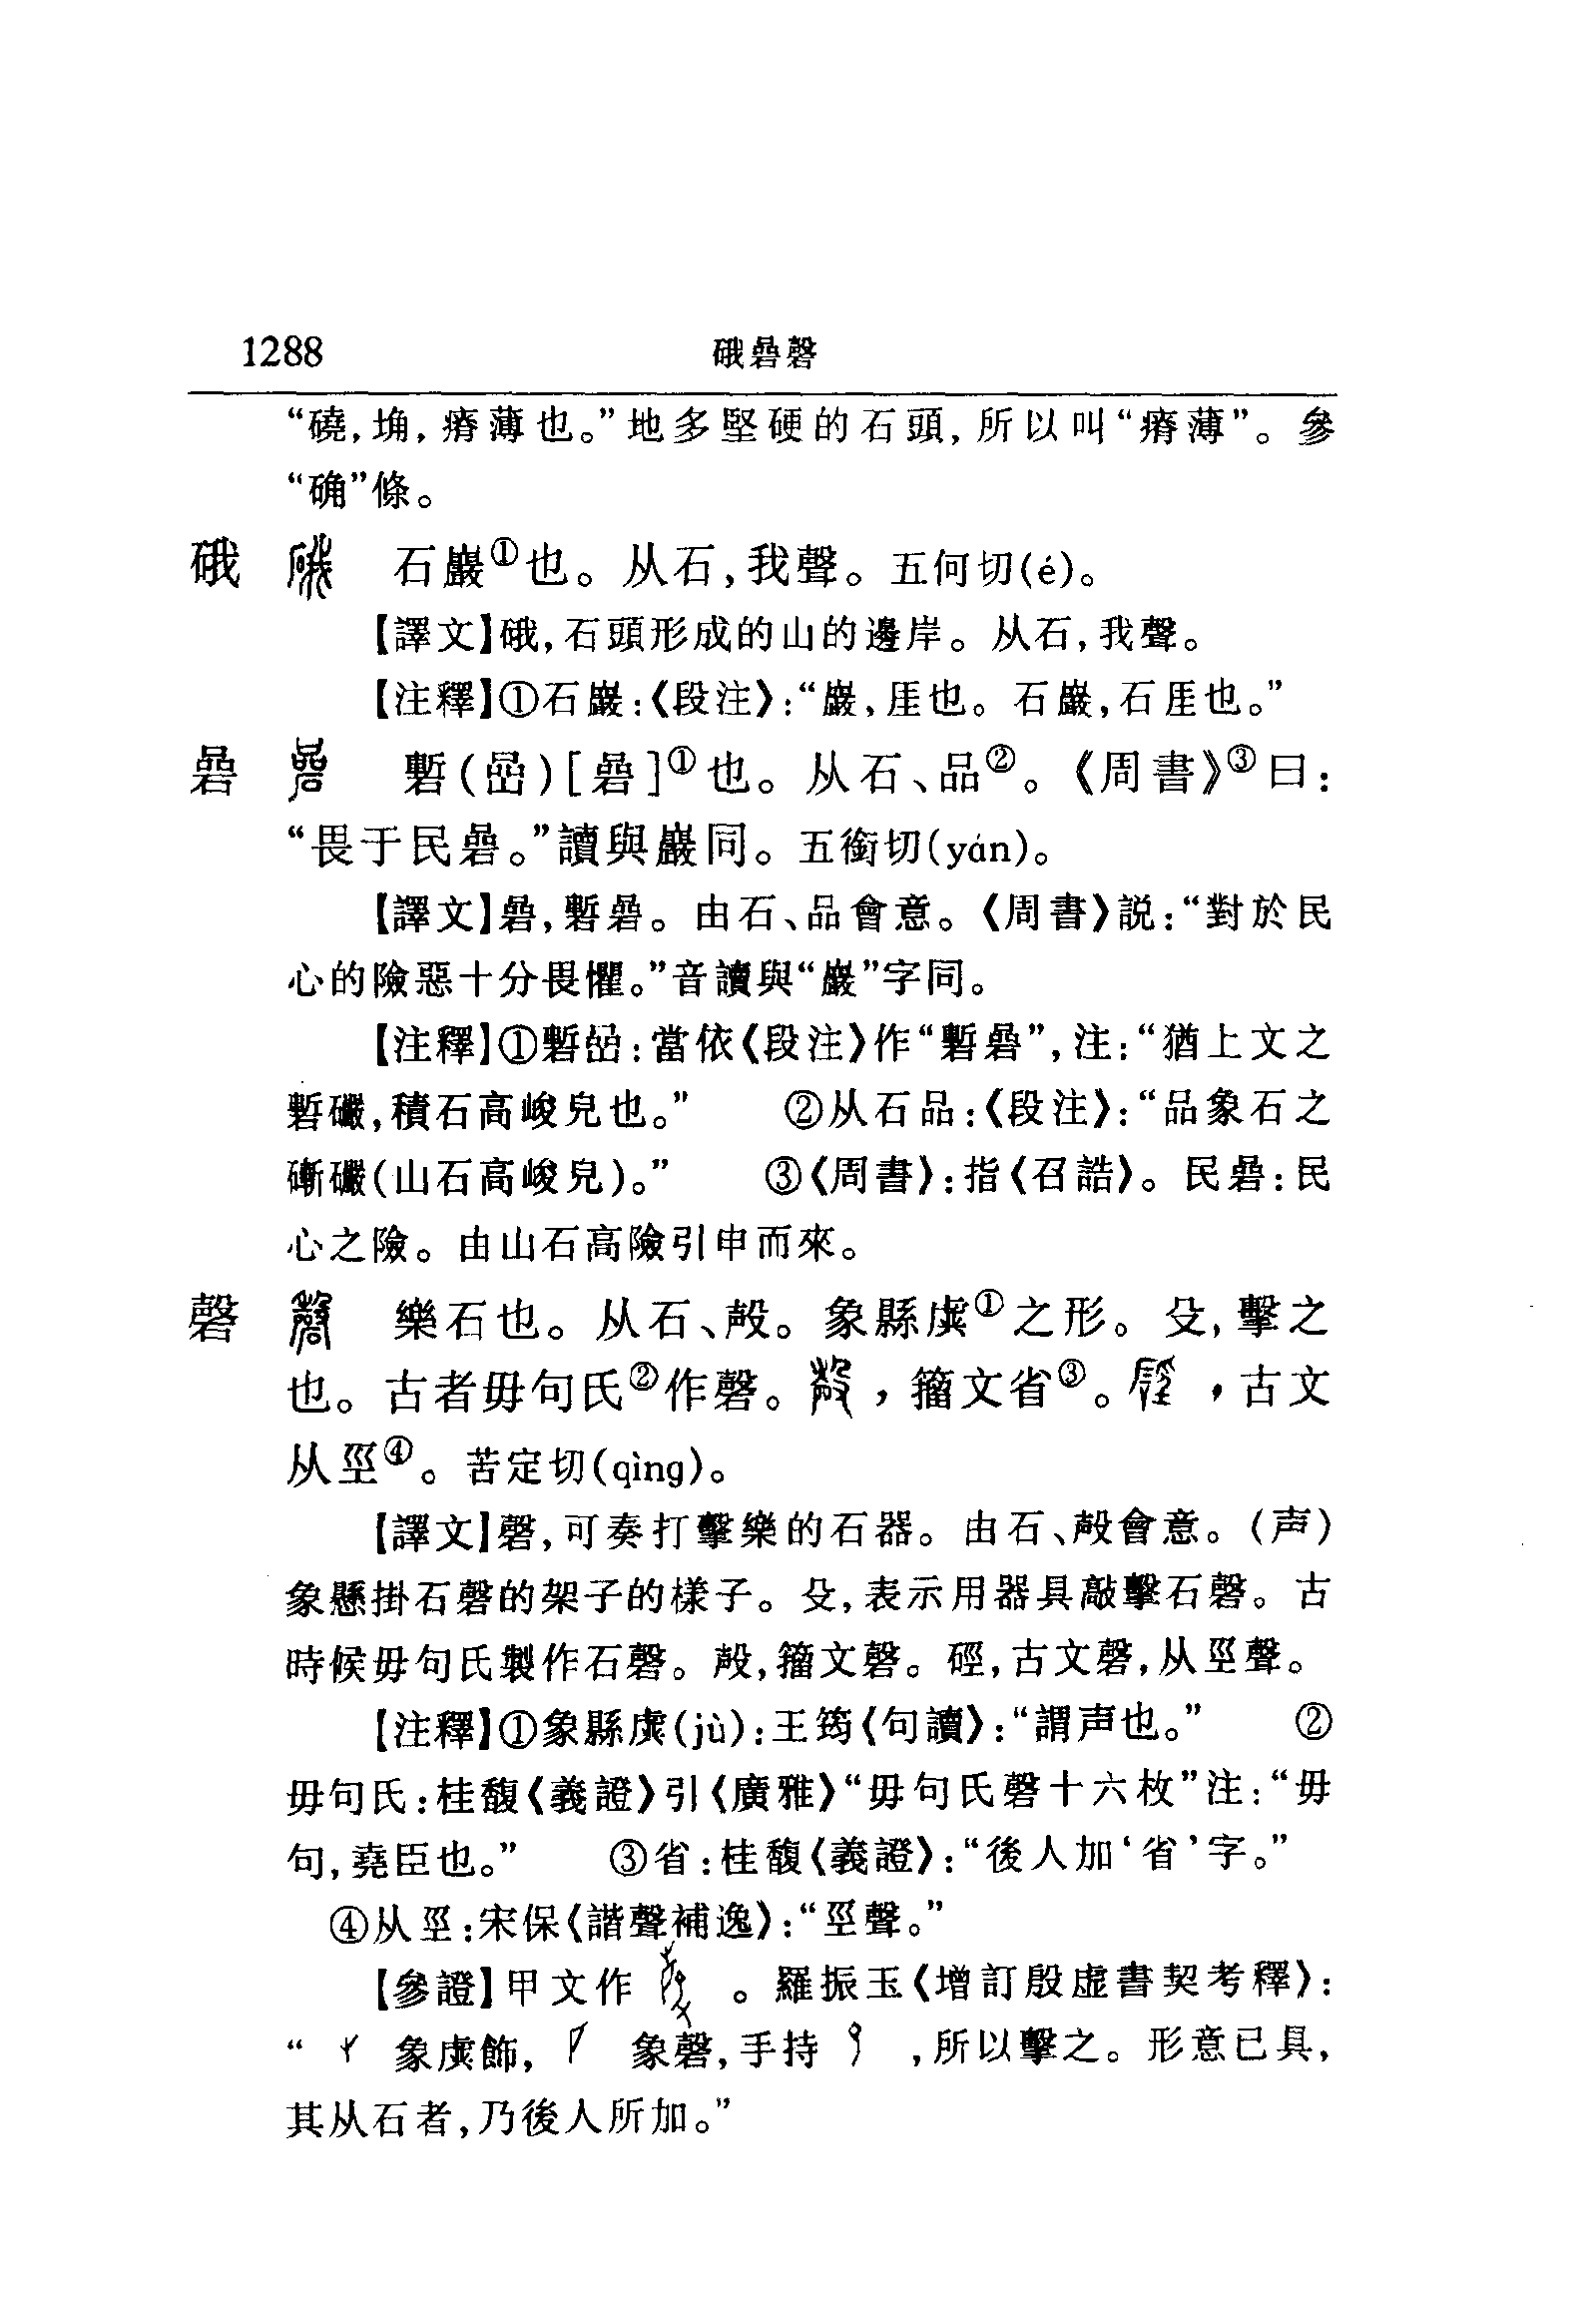 1288
硪碞磬
“磽,埆,瘠薄也。”地多堅硬的石頭,所以叫“瘠薄”。參
“确”條。
硪 石巖①也。从石,我聲。五何切(é)。
【譯文】硪,石頭形成的山的邊岸。从石,我聲。
【注釋】①石巖:《段注》:“巖,厓也。石巖,石厓也。”
碞 磛(嵒)[碞]①也。从石、品②。《周書》③曰:
“畏于民碞。”讀與巖同。五銜切(yán)。
【譯文】碞,磛碞。由石、品會意。《周書》説:“對於民
心的險惡十分畏懼。”音讀與“巖”字同。
【注釋】①磛嵒:當依《段注》作“磛碞”,注:“猶上文之
磛礹,積石高峻皃也。” ②从石品:《段注》:“品象石之
磛礹(山石高峻皃)。” ③《周書》:指《召誥》。民碞:民
心之險。由山石高險引申而來。
磬 樂石也。从石、殸。象縣虡①之形。殳,擊之
也。古者毋句氏②作磬。,籀文省③。,古文
从巠④。苦定切(qìng)。
【譯文】磬,可奏打擊樂的石器。由石、殸會意。(声)
象懸掛石磬的架子的樣子。殳,表示用器具敲擊石磬。古
時候毋句氏製作石磬。殸,籀文磬。硜,古文磬,从巠聲。
【注釋】①象縣虡(jù):王筠《句讀》:“謂声也。” ②
毋句氏:桂馥《義證》引《廣雅》“毋句氏磬十六枚”注:“毋
句,堯臣也。” ③省:桂馥《義證》:“後人加‘省’字。”
④从巠:宋保《諧聲補逸》:“巠聲。”
【參證】甲文作 。羅振玉《增訂殷虛書契考釋》:
“ 象虡飾, 象磬,手持 ,所以擊之。形意已具,
其从石者,乃後人所加。”